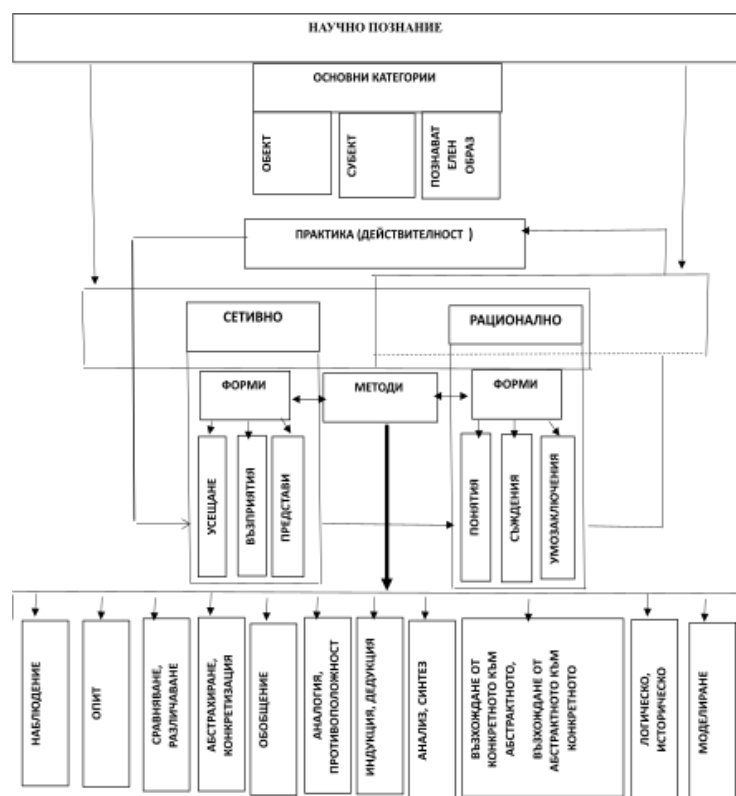 НАУЧНО ПОЗНАНИЕ
ОСНОВНИ КАТЕГОРИИ
ОБЕКТ
СУБЕКТ
ПОЗНАВАТ
ЕЛЕН
ОБРАЗ
ПРАКТИКА (ДЕЙСТВИТЕЛНОСТ )
СЕТИВНО
РАЦИОНАЛНО
ФОРМИ
МЕТОДИ
ФОРМИ
УСЕЩАНЕ
ВЪЗПРИЯТИЯ
ПРЕДСТАВИ
ПОНЯТИЯ
СЪЖДЕНИЯ
УМОЗАКЛЮЧЕНИЯ
НАБЛЮДЕНИЕ
ОПИТ
СРАВНЯВАНЕ,
РАЗЛИЧАВАНЕ
АБСТРАХИРАНЕ,
КОНКРЕТИЗАЦИЯ
ОБОБЩЕНИЕ
АНАЛОГИЯ,
ПРОТИВОПОЛОЖНОСТ
ИНДУКЦИЯ, ДЕДУКЦИЯ
АНАЛИЗ, СИНТЕЗ
ВЪЗХОЖДАНЕ ОТ
КОНКРЕТНОТО КЪМ
АБСТРАКТНОТО,
ВЪЗХОЖДАНЕ ОТ
АБСТРАКТНОТО КЪМ
КОНКРЕТНОТО
ЛОГИЧЕСКО,
ИСТОРИЧЕСКО
МОДЕЛИРАНЕ